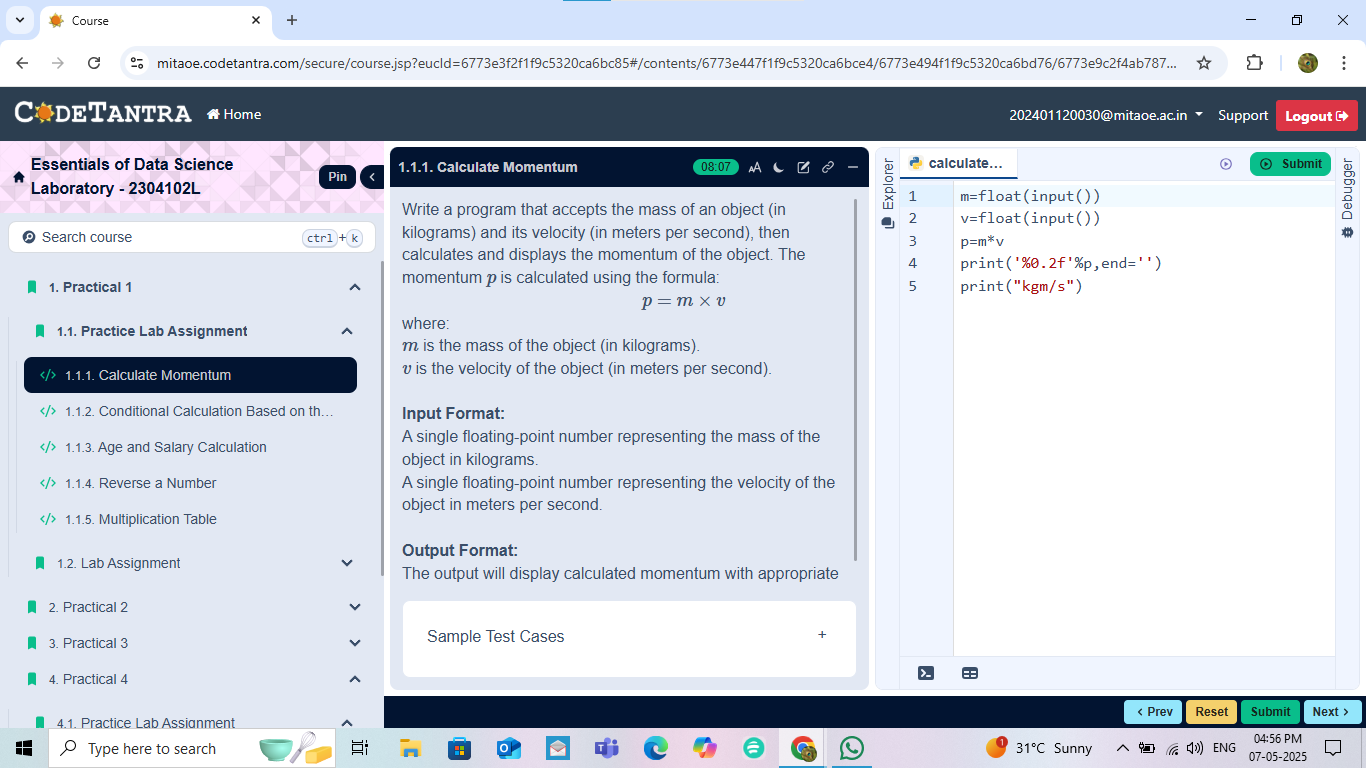 Course
mitaoe.codetantra.com/secure/course.jsp?eucId=6773e3f2f1f9c5320ca6bc85#/contents/6773e447f1f9c5320ca6bce4/6773e494f1f9c5320ca6bd76/6773e9c2f4ab787...
CODETANTRA
Home
202401120030@mitaoe.ac.in
Support
Logout
Essentials of Data Science
Laboratory - 2304102L
Pin
Search course
ctrl + k
1. Practical 1
1.1. Practice Lab Assignment
1.1.1. Calculate Momentum
1.1.2. Conditional Calculation Based on th...
1.1.3. Age and Salary Calculation
1.1.4. Reverse a Number
1.1.5. Multiplication Table
1.2. Lab Assignment
2. Practical 2
3. Practical 3
4. Practical 4
4.1. Practice Lab Assignment
1.1.1. Calculate Momentum
08:07
AA
Write a program that accepts the mass of an object (in
kilograms) and its velocity (in meters per second), then
calculates and displays the momentum of the object. The
momentum p is calculated using the formula:
p = m × v
where:
m is the mass of the object (in kilograms).
v is the velocity of the object (in meters per second).
Input Format:
A single floating-point number representing the mass of the
object in kilograms.
A single floating-point number representing the velocity of the
object in meters per second.
Output Format:
The output will display calculated momentum with appropriate
Sample Test Cases
+
Explorer
calculate...
Submit
Debugger
1 m=float(input())
2 v=float(input())
3 p=m*v
4 print('%0.2f'%p,end='')
5 print("kgm/s")
< Prev
Reset
Submit
Next >
Type here to search
1
31°C Sunny
ENG
04:56 PM
07-05-2025